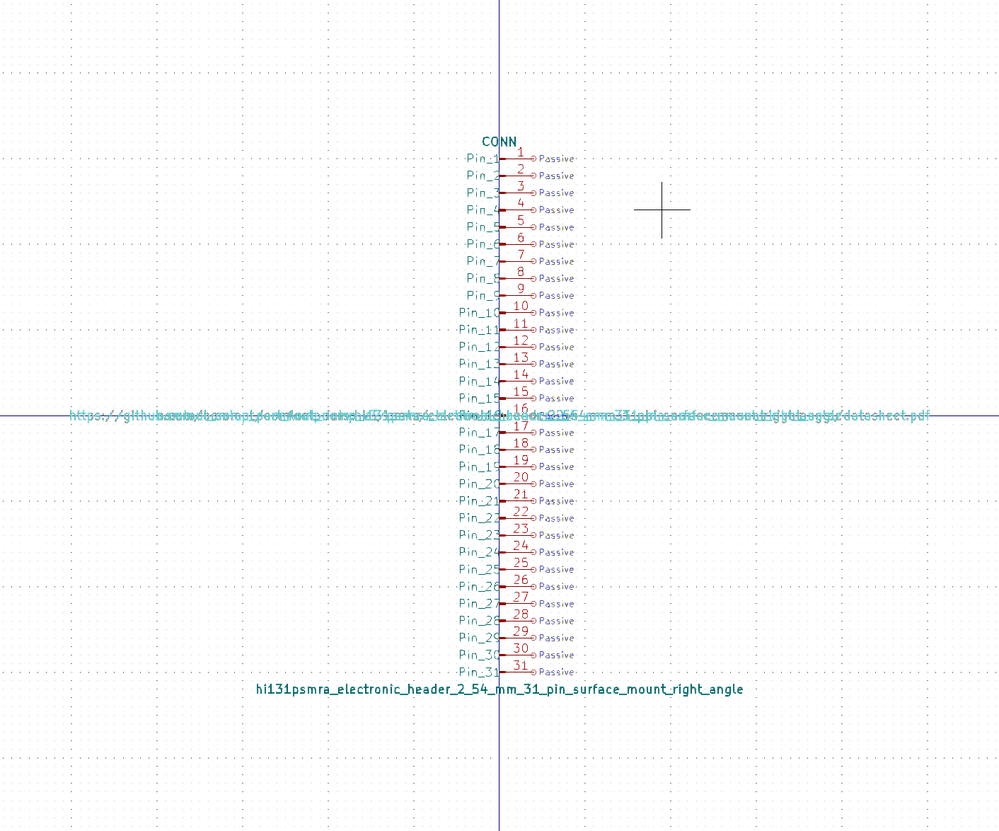 CONN
Pin_1 1 Passive
Pin_2 2 Passive
Pin_3 3 Passive
Pin_4 4 Passive
Pin_5 5 Passive
Pin_6 6 Passive
Pin_7 7 Passive
Pin_8 8 Passive
Pin_9 9 Passive
Pin_10 10 Passive
Pin_11 11 Passive
Pin_12 12 Passive
Pin_13 13 Passive
Pin_14 14 Passive
Pin_15 15 Passive
16
Pin_17 17 Passive
Pin_18 18 Passive
Pin_19 19 Passive
Pin_20 20 Passive
Pin_21 21 Passive
Pin_22 22 Passive
Pin_23 23 Passive
Pin_24 24 Passive
Pin_25 25 Passive
Pin_26 26 Passive
Pin_27 27 Passive
Pin_28 28 Passive
Pin_29 29 Passive
Pin_30 30 Passive
Pin_31 31 Passive
hi131psmra_electronic_header_2_54_mm_31_pin_surface_mount_right_angle